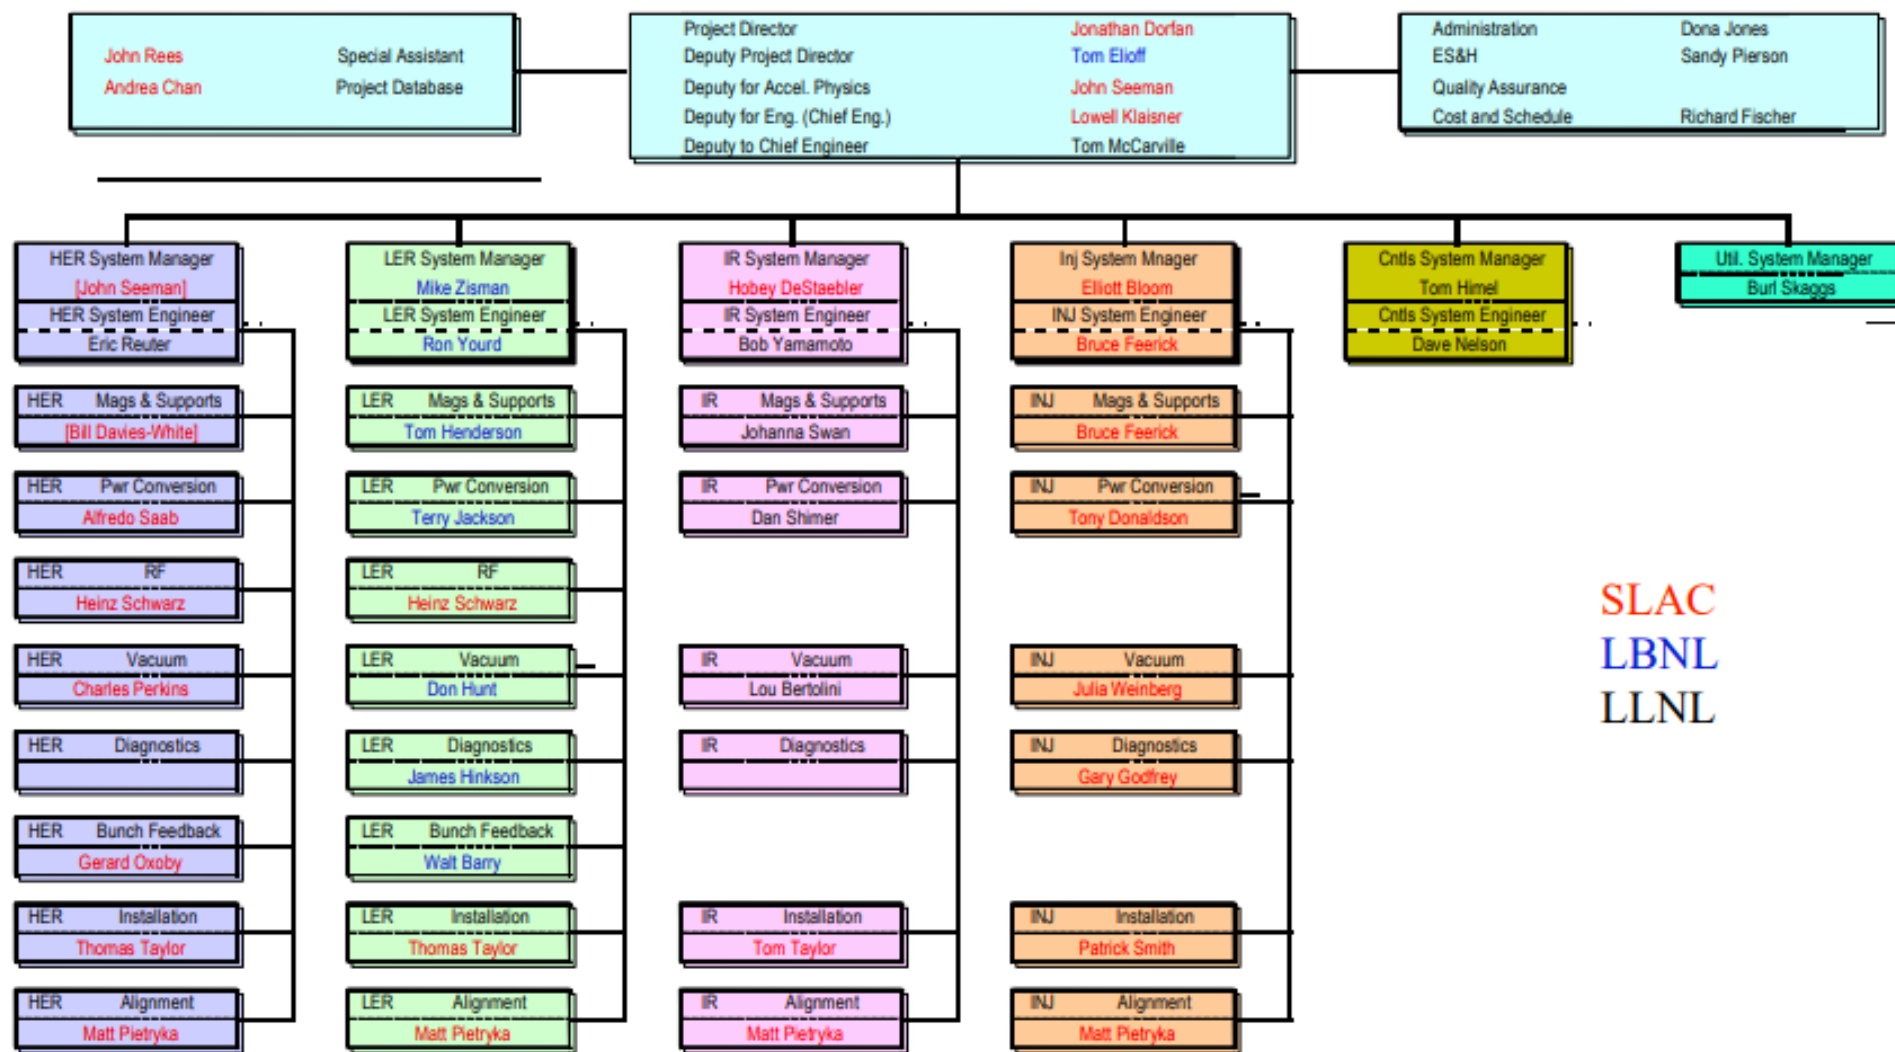 John Rees Special Assistant
Andrea Chan Project Database
Project Director Jonathan Dorfan
Deputy Project Director Tom Elioff
Deputy for Accel. Physics John Seeman
Deputy for Eng. (Chief Eng.) Lowell Klaisner
Deputy to Chief Engineer Tom McCarville
Administration Dona Jones
ES&H Sandy Pierson
Quality Assurance
Cost and Schedule Richard Fischer
HER System Manager
[John Seeman]
HER System Engineer
Eric Reuter
HER Mags & Supports
[Bill Davies-White]
HER Pwr Conversion
Alfredo Saab
HER RF
Heinz Schwarz
HER Vacuum
Charles Perkins
HER Diagnostics
HER Bunch Feedback
Gerard Oxoby
HER Installation
Thomas Taylor
HER Alignment
Matt Pietryka
LER System Manager
Mike Zisman
LER System Engineer
Ron Yourd
LER Mags & Supports
Tom Henderson
LER Pwr Conversion
Terry Jackson
LER RF
Heinz Schwarz
LER Vacuum
Don Hunt
LER Diagnostics
James Hinkson
LER Bunch Feedback
Walt Barry
LER Installation
Thomas Taylor
LER Alignment
Matt Pietryka
IR System Manager
Hobey DeStaebler
IR System Engineer
Bob Yamamoto
IR Mags & Supports
Johanna Swan
IR Pwr Conversion
Dan Shimer
IR Vacuum
Lou Bertolini
IR Diagnostics
IR Installation
Tom Taylor
IR Alignment
Matt Pietryka
Inj System Mnager
Elliott Bloom
INJ System Engineer
Bruce Feerick
INJ Mags & Supports
Bruce Feerick
INJ Pwr Conversion
Tony Donaldson
INJ Vacuum
Julia Weinberg
INJ Diagnostics
Gary Godfrey
INJ Installation
Patrick Smith
INJ Alignment
Matt Pietryka
Cntls System Manager
Tom Himel
Cntls System Engineer
Dave Nelson
Util. System Manager
Burl Skaggs
SLAC
LBNL
LLNL